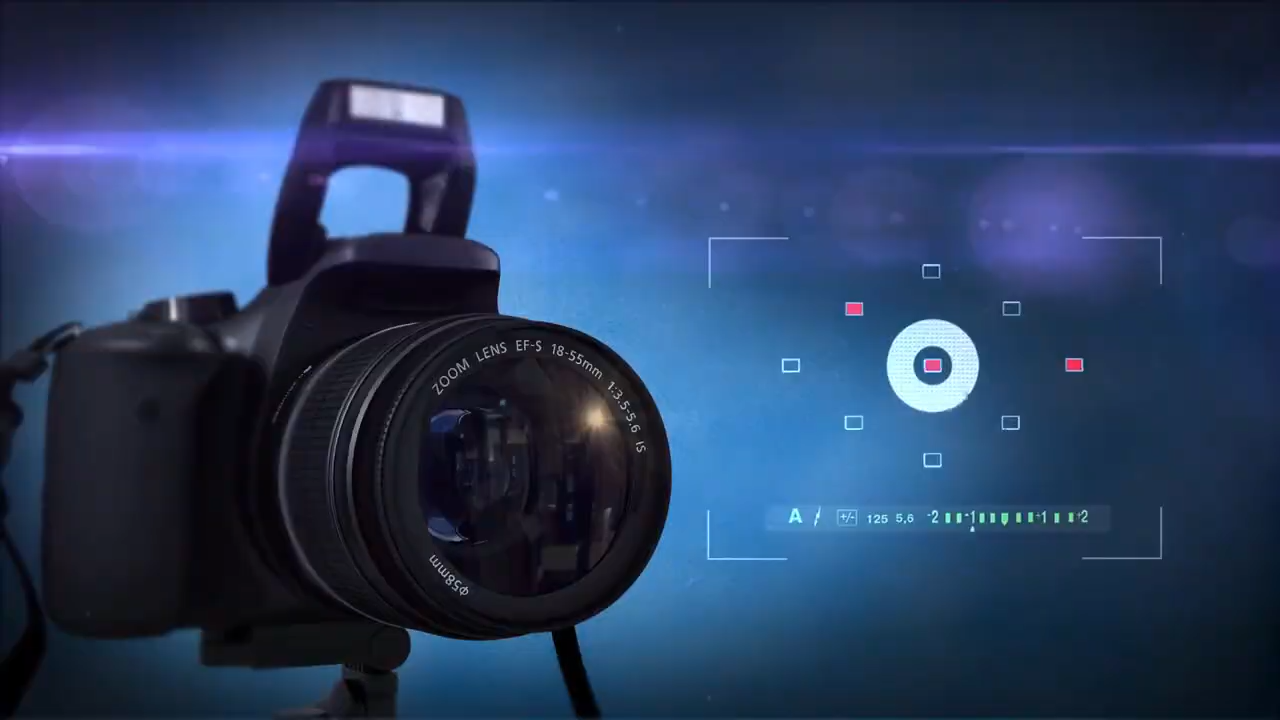 ZOOM LENS EF-S 18-55mm 1:3.5-5.6 IS
φ58mm
A +/- 125 5,6 -2 -1 +1 +2